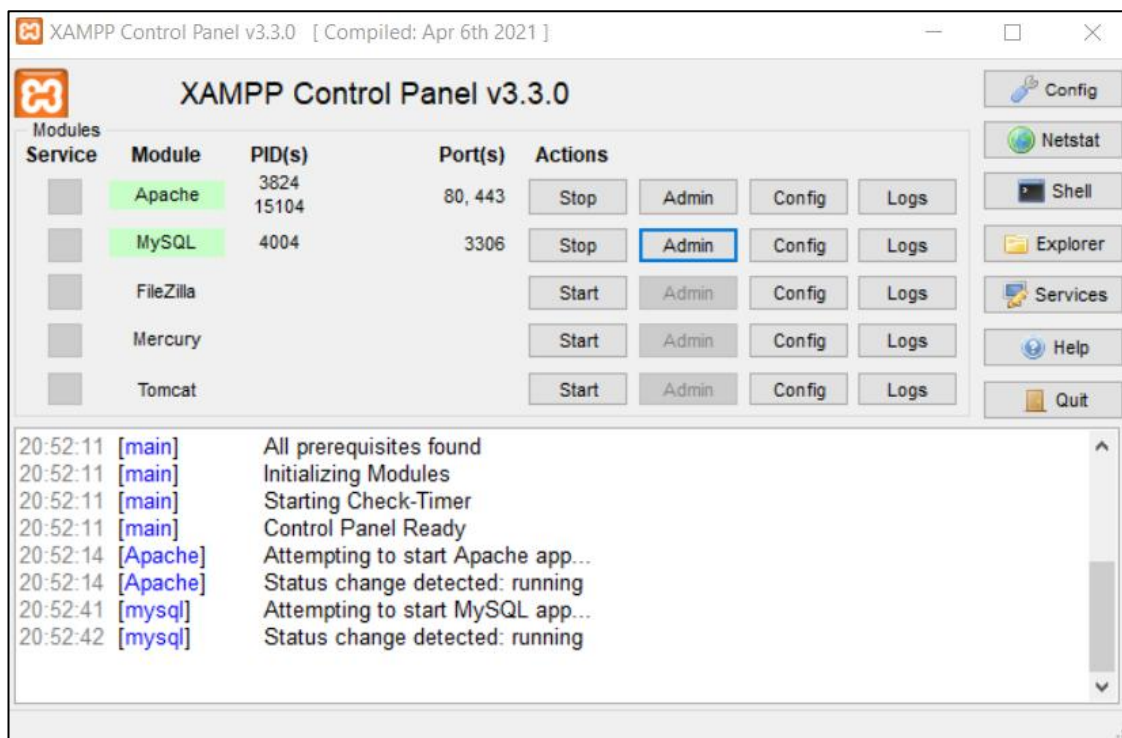 XAMPP Control Panel v3.3.0 [ Compiled: Apr 6th 2021 ]
XAMPP Control Panel v3.3.0
Config
Modules
Service Module PID(s) Port(s) Actions
Netstat
Apache 3824 15104 80, 443 Stop Admin Config Logs
Shell
MySQL 4004 3306 Stop Admin Config Logs
Explorer
FileZilla Start Admin Config Logs
Services
Mercury Start Admin Config Logs
Help
Tomcat Start Admin Config Logs
Quit
20:52:11 [main] All prerequisites found
20:52:11 [main] Initializing Modules
20:52:11 [main] Starting Check-Timer
20:52:11 [main] Control Panel Ready
20:52:14 [Apache] Attempting to start Apache app...
20:52:14 [Apache] Status change detected: running
20:52:41 [mysql] Attempting to start MySQL app...
20:52:42 [mysql] Status change detected: running